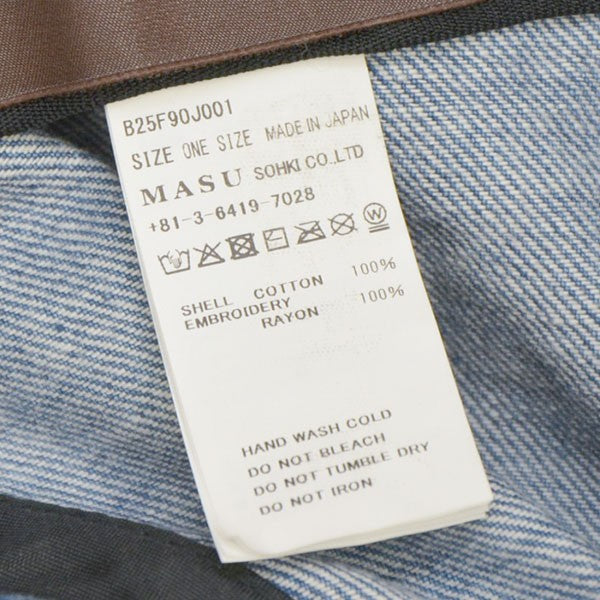 B25F90J001
SIZE ONE SIZE MADE IN JAPAN
MASU SOHKI CO.LTD
+81-3-6419-7028
SHELL COTTON 100%
EMBROIDERY RAYON 100%
HAND WASH COLD
DO NOT BLEACH
DO NOT TUMBLE DRY
DO NOT IRON